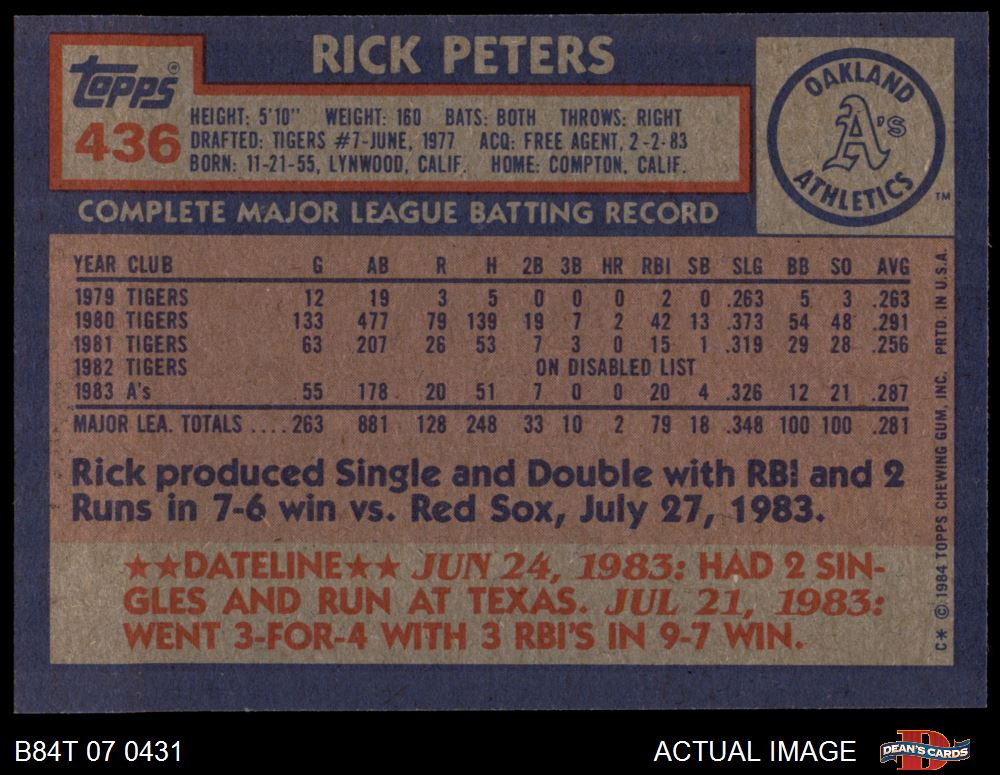 RICK PETERS
Topps®
436
HEIGHT: 5'10" WEIGHT: 160 BATS: BOTH THROWS: RIGHT
DRAFTED: TIGERS #7-JUNE, 1977 ACQ: FREE AGENT, 2-2-83
BORN: 11-21-55, LYNWOOD, CALIF. HOME: COMPTON, CALIF.
OAKLAND
A's
ATHLETICS
TM
COMPLETE MAJOR LEAGUE BATTING RECORD
YEAR CLUB G AB R H 2B 3B HR RBI SB SLG BB SO AVG
1979 TIGERS 12 19 3 5 0 0 0 2 0 .263 5 3 .263
1980 TIGERS 133 477 79 139 19 7 2 42 13 .373 54 48 .291
1981 TIGERS 63 207 26 53 7 3 0 15 1 .319 29 28 .256
1982 TIGERS ON DISABLED LIST
1983 A's 55 178 20 51 7 0 0 20 4 .326 12 21 .287
MAJOR LEA. TOTALS ....263 881 128 248 33 10 2 79 18 .348 100 100 .281
Rick produced Single and Double with RBI and 2
Runs in 7-6 win vs. Red Sox, July 27, 1983.
★★DATELINE★★ JUN 24, 1983: HAD 2 SIN-
GLES AND RUN AT TEXAS. JUL 21, 1983:
WENT 3-FOR-4 WITH 3 RBI'S IN 9-7 WIN.
C* © 1984 TOPPS CHEWING GUM, INC. PRTD. IN U.S.A.
B84T 07 0431
ACTUAL IMAGE
DEAN'S CARDS